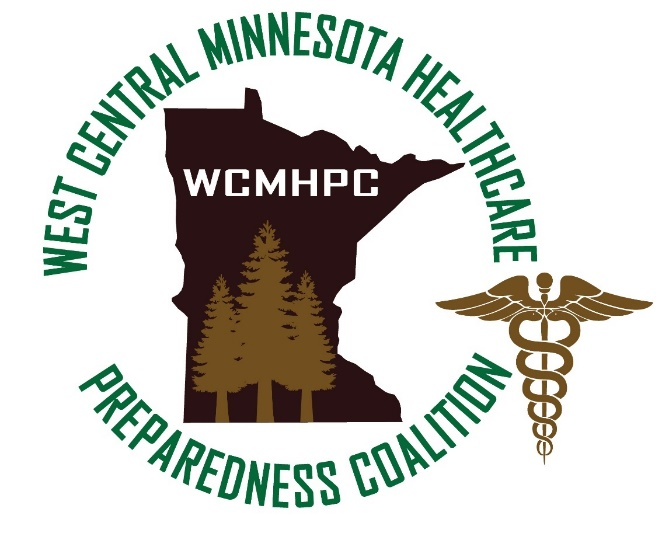 WEST CENTRAL MINNESOTA HEALTHCARE
WCMHPC
PREPAREDNESS COALITION